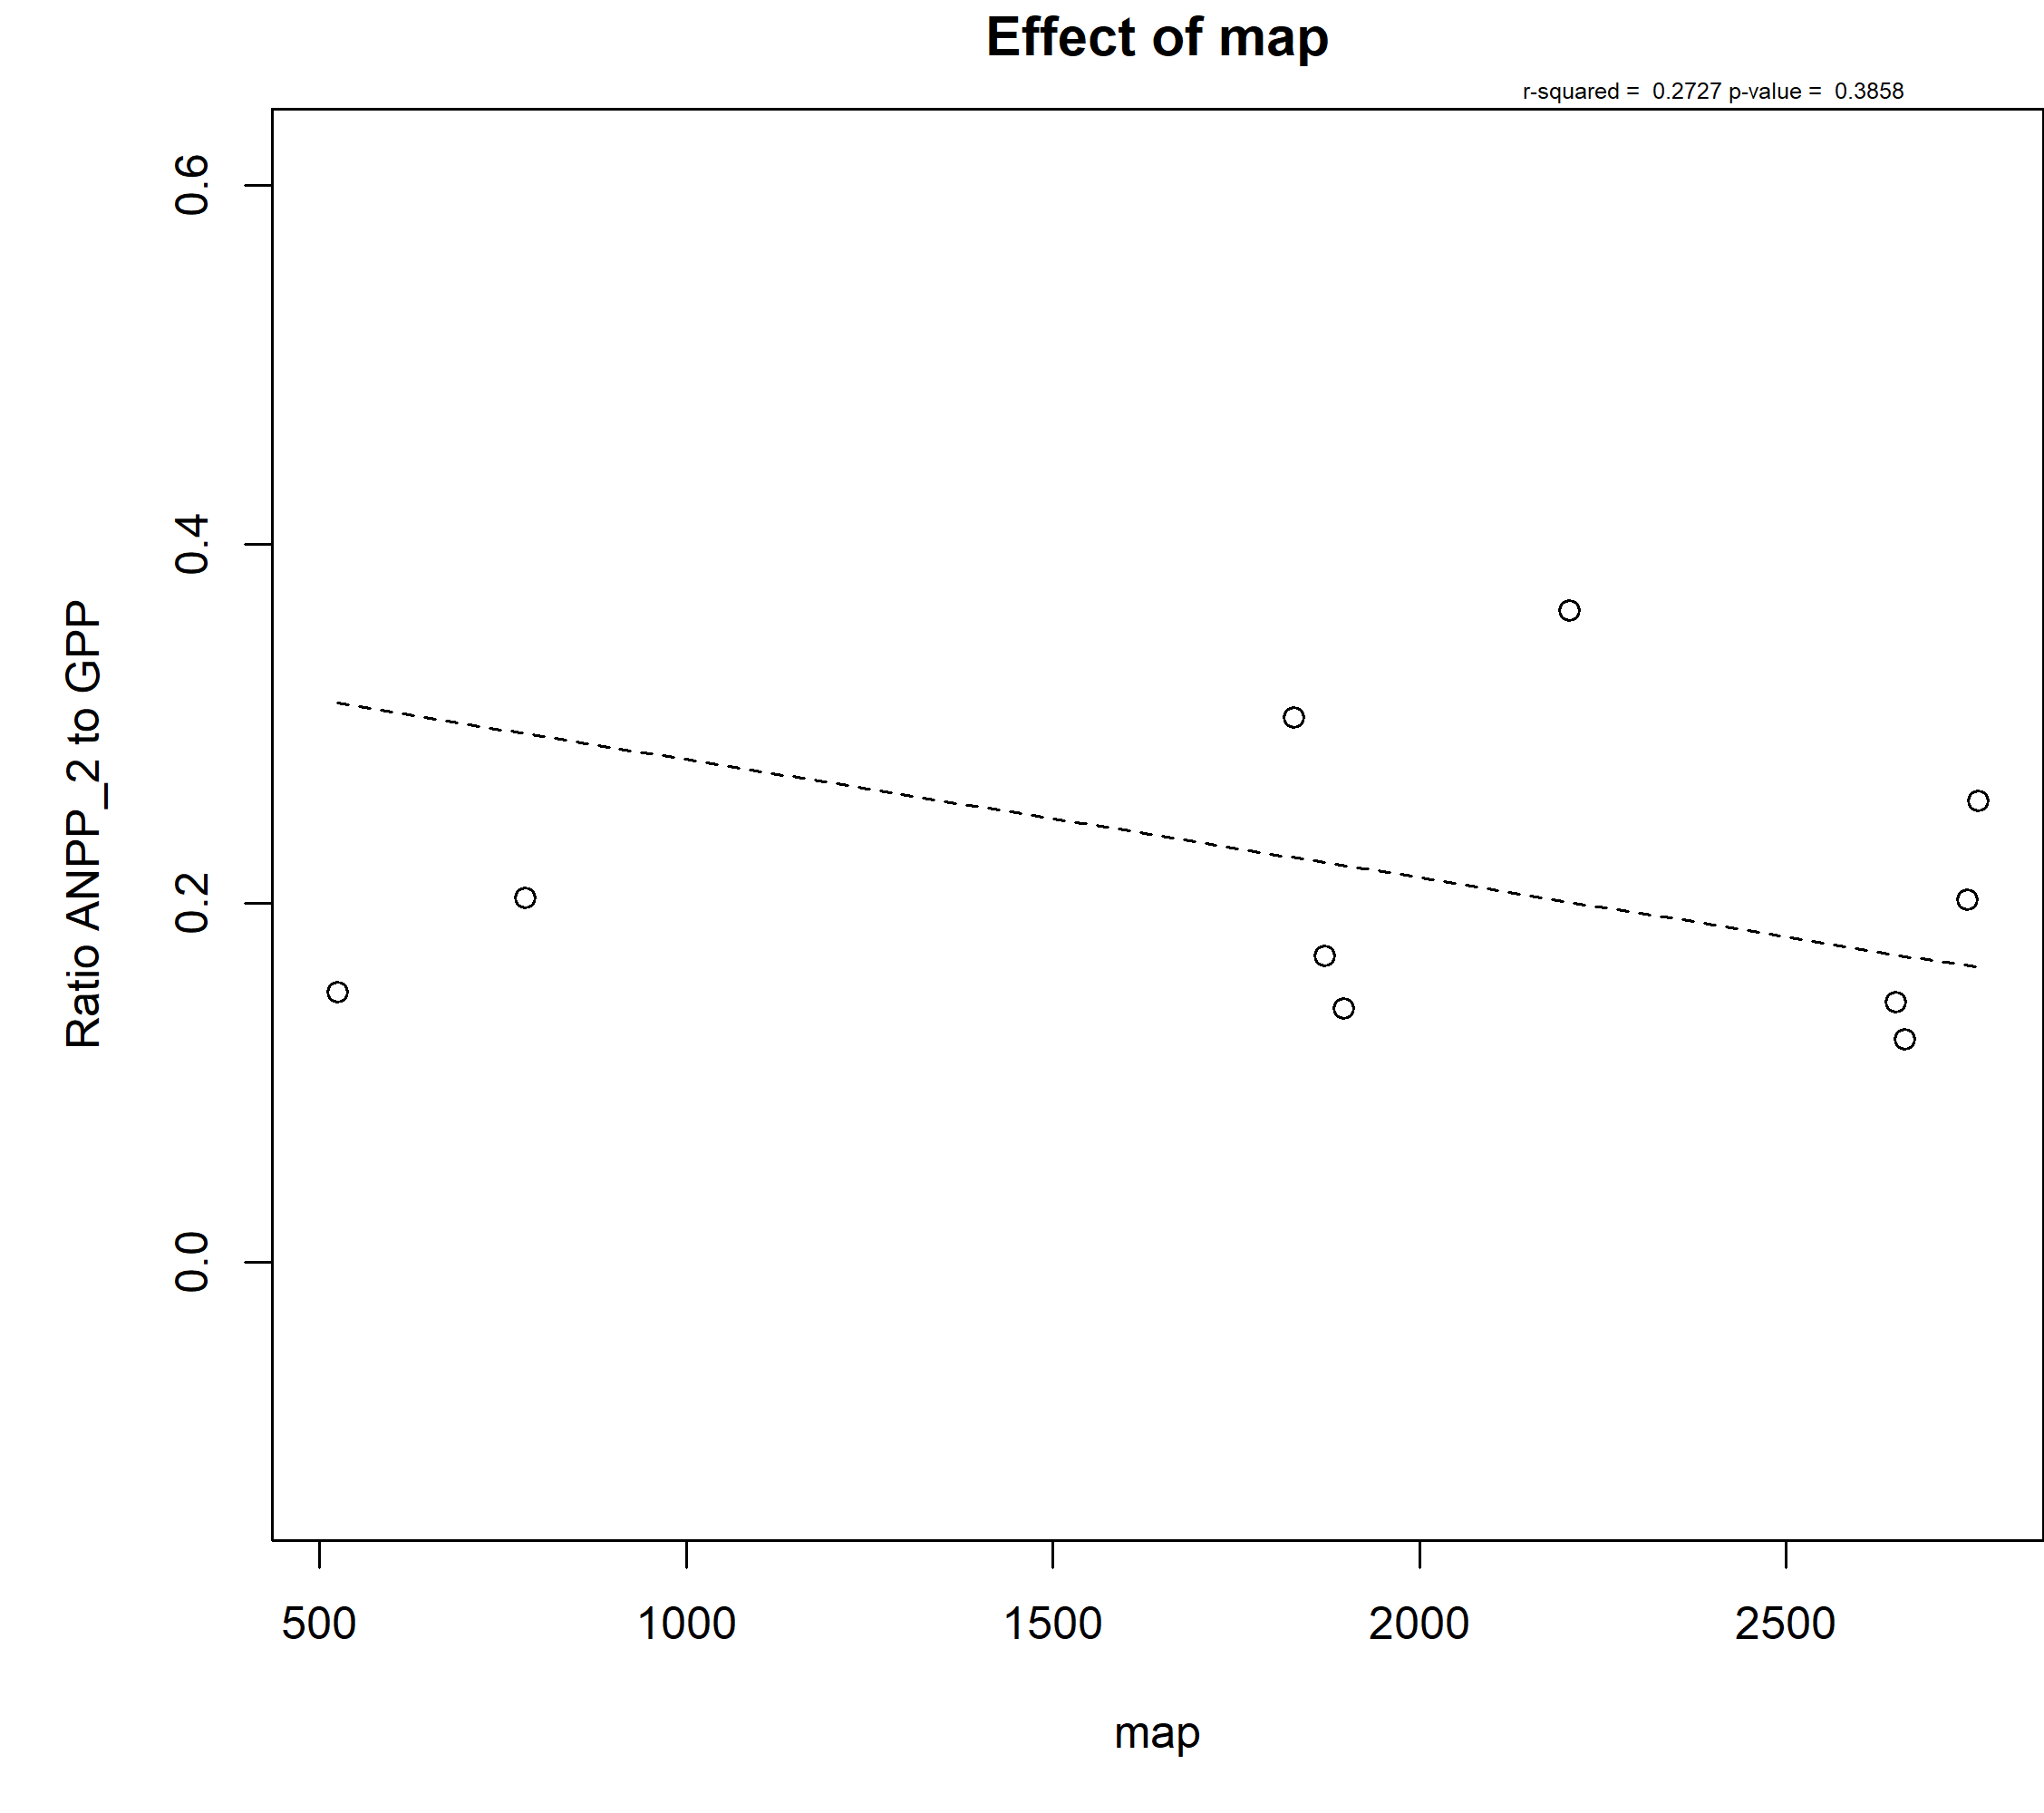 Effect of map
r-squared =  0.2727 p-value =  0.3858
Ratio ANPP_2 to GPP
0.6
0.4
0.2
0.0
500 1000 1500 2000 2500
map